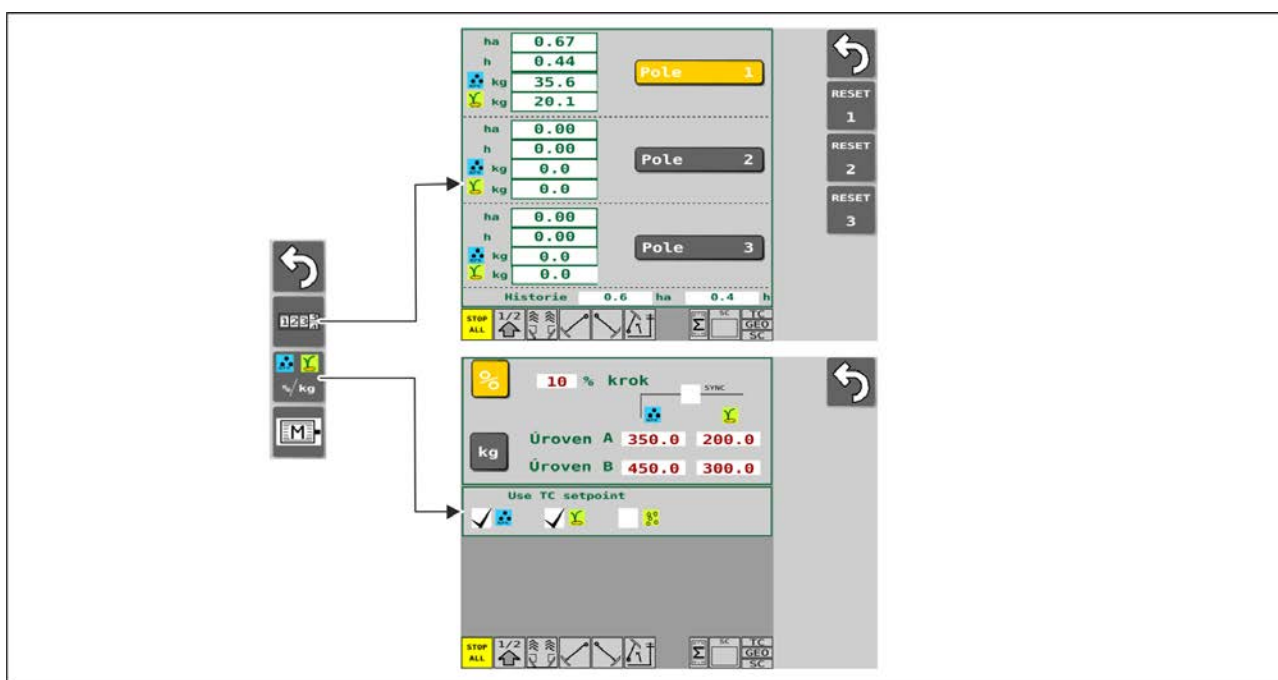 ha 0.67
h 0.44
kg 35.6
kg 20.1
Pole 1
ha 0.00
h 0.00
kg 0.0
kg 0.0
Pole 2
ha 0.00
h 0.00
kg 0.0
kg 0.0
Pole 3
Historie 0.6 ha 0.4 h
STOP ALL
1/2
Σ
SC
TC
GEO
SC
RESET 1
RESET 2
RESET 3
%/kg
M
%
10 % krok
SYNC
kg
Úroven A 350.0 200.0
Úroven B 450.0 300.0
Use TC setpoint
STOP ALL
1/2
Σ
SC
TC
GEO
SC